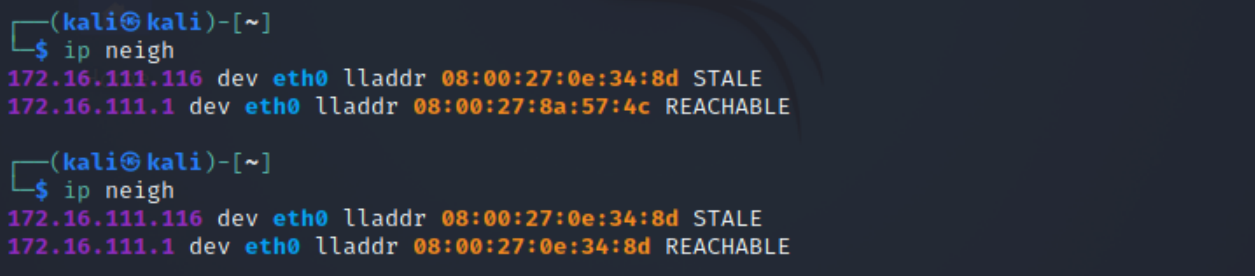 ┌──(kali㉿kali)-[~]
└─$ ip neigh
172.16.111.116 dev eth0 lladdr 08:00:27:0e:34:8d STALE
172.16.111.1 dev eth0 lladdr 08:00:27:8a:57:4c REACHABLE
┌──(kali㉿kali)-[~]
└─$ ip neigh
172.16.111.116 dev eth0 lladdr 08:00:27:0e:34:8d STALE
172.16.111.1 dev eth0 lladdr 08:00:27:0e:34:8d REACHABLE